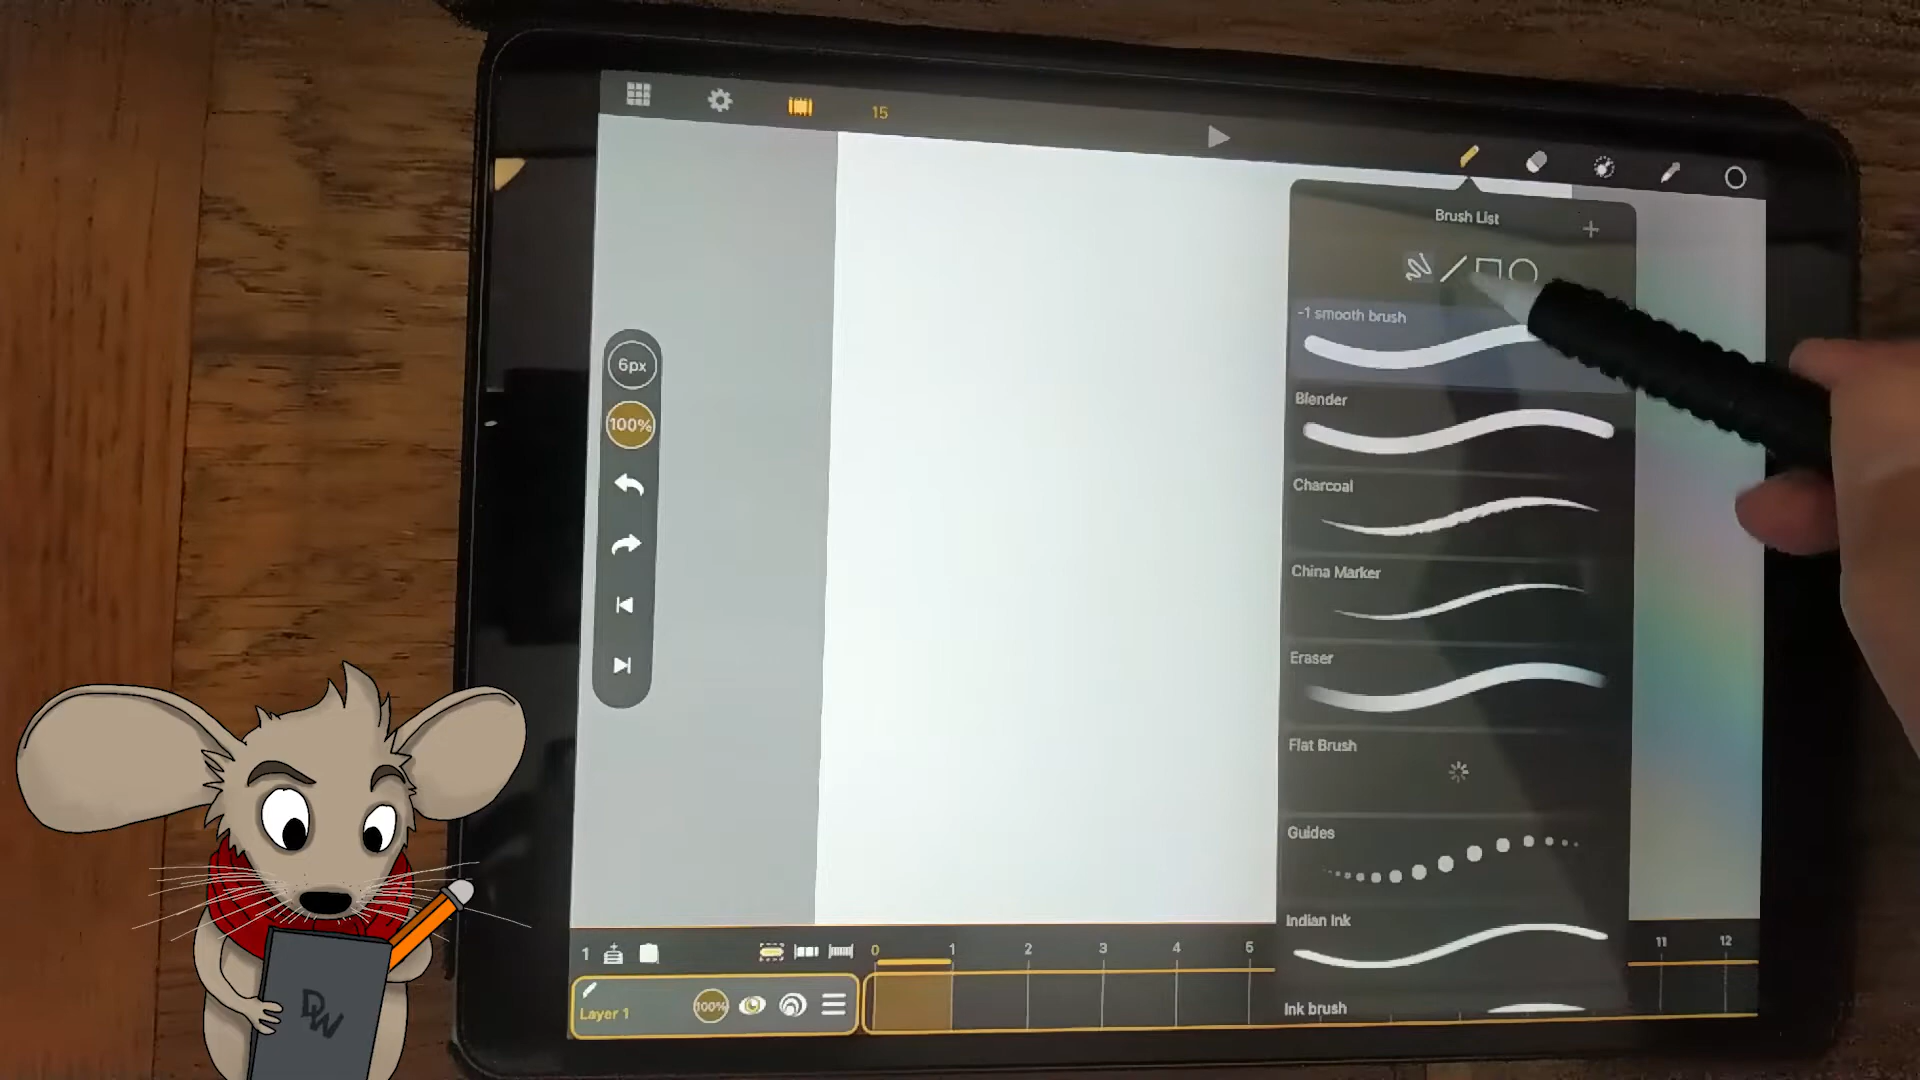 15
Brush List
-1 smooth brush
Blender
Charcoal
China Marker
Eraser
Flat Brush
Guides
Indian Ink
Ink brush
6px
100%
1
0 1 2 3 4 5 11 12
Layer 1
100%
DW